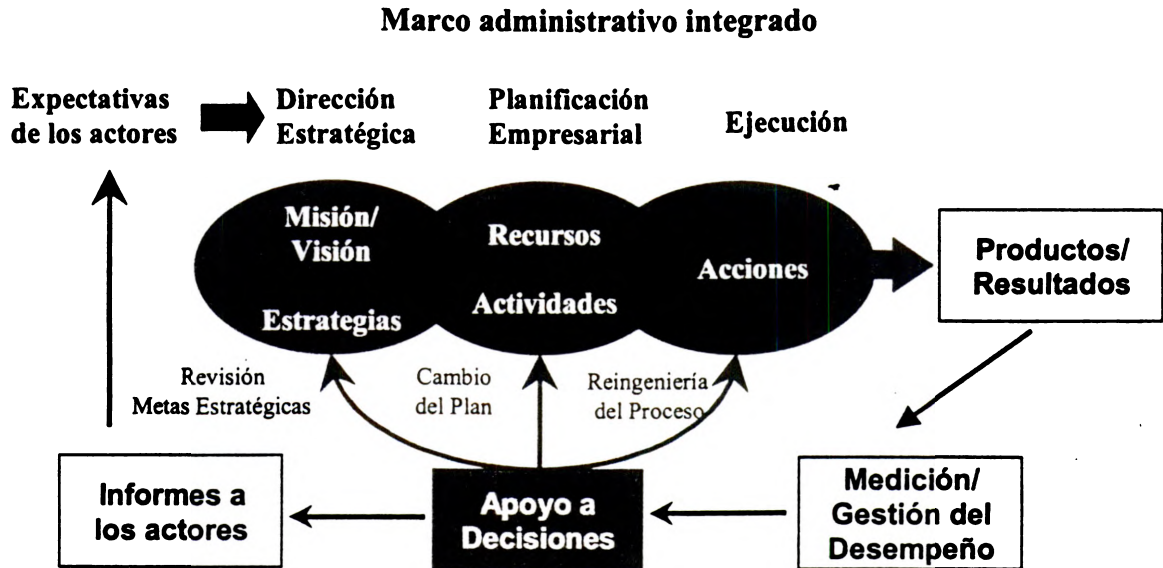 Marco administrativo integrado
Expectativas
de los actores
Dirección
Estratégica
Planificación
Empresarial
Ejecución
Misión/
Visión
Estrategias
Recursos
Actividades
Acciones
Productos/
Resultados
Revisión
Metas Estratégicas
Cambio
del Plan
Reingeniería
del Proceso
Informes a
los actores
Apoyo a
Decisiones
Medición/
Gestión del
Desempeño